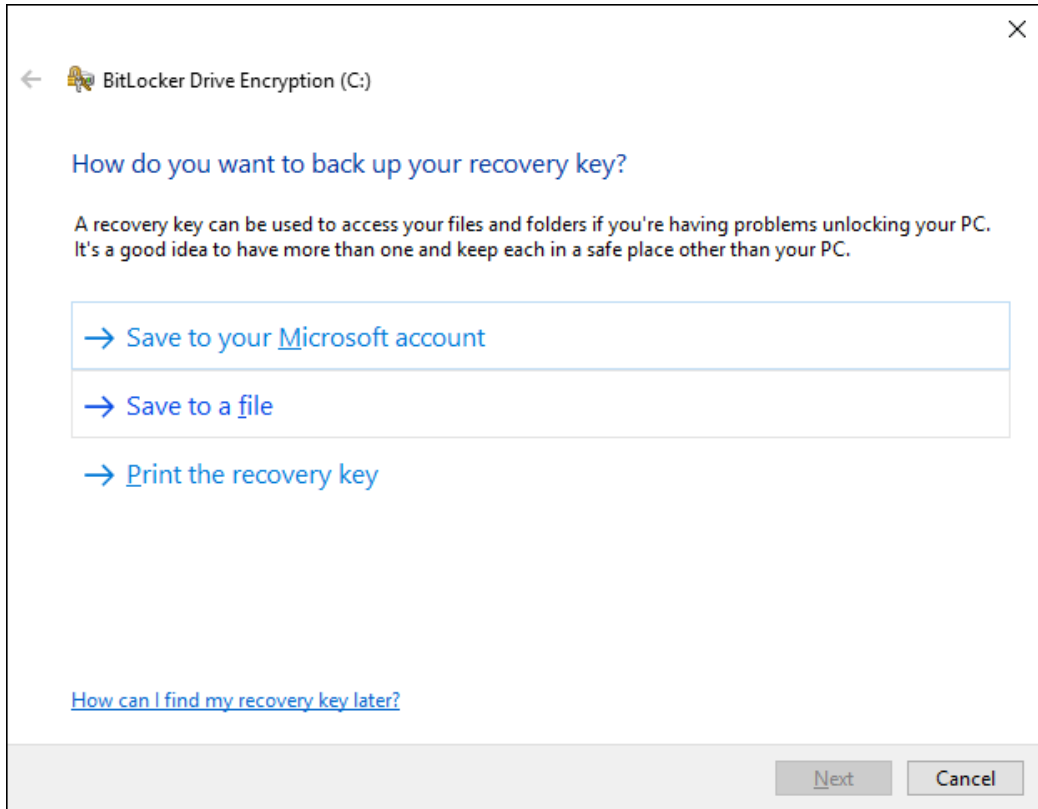 BitLocker Drive Encryption (C:)
How do you want to back up your recovery key?
A recovery key can be used to access your files and folders if you're having problems unlocking your PC.
It's a good idea to have more than one and keep each in a safe place other than your PC.
Save to your Microsoft account
Save to a file
Print the recovery key
How can I find my recovery key later?
Next Cancel